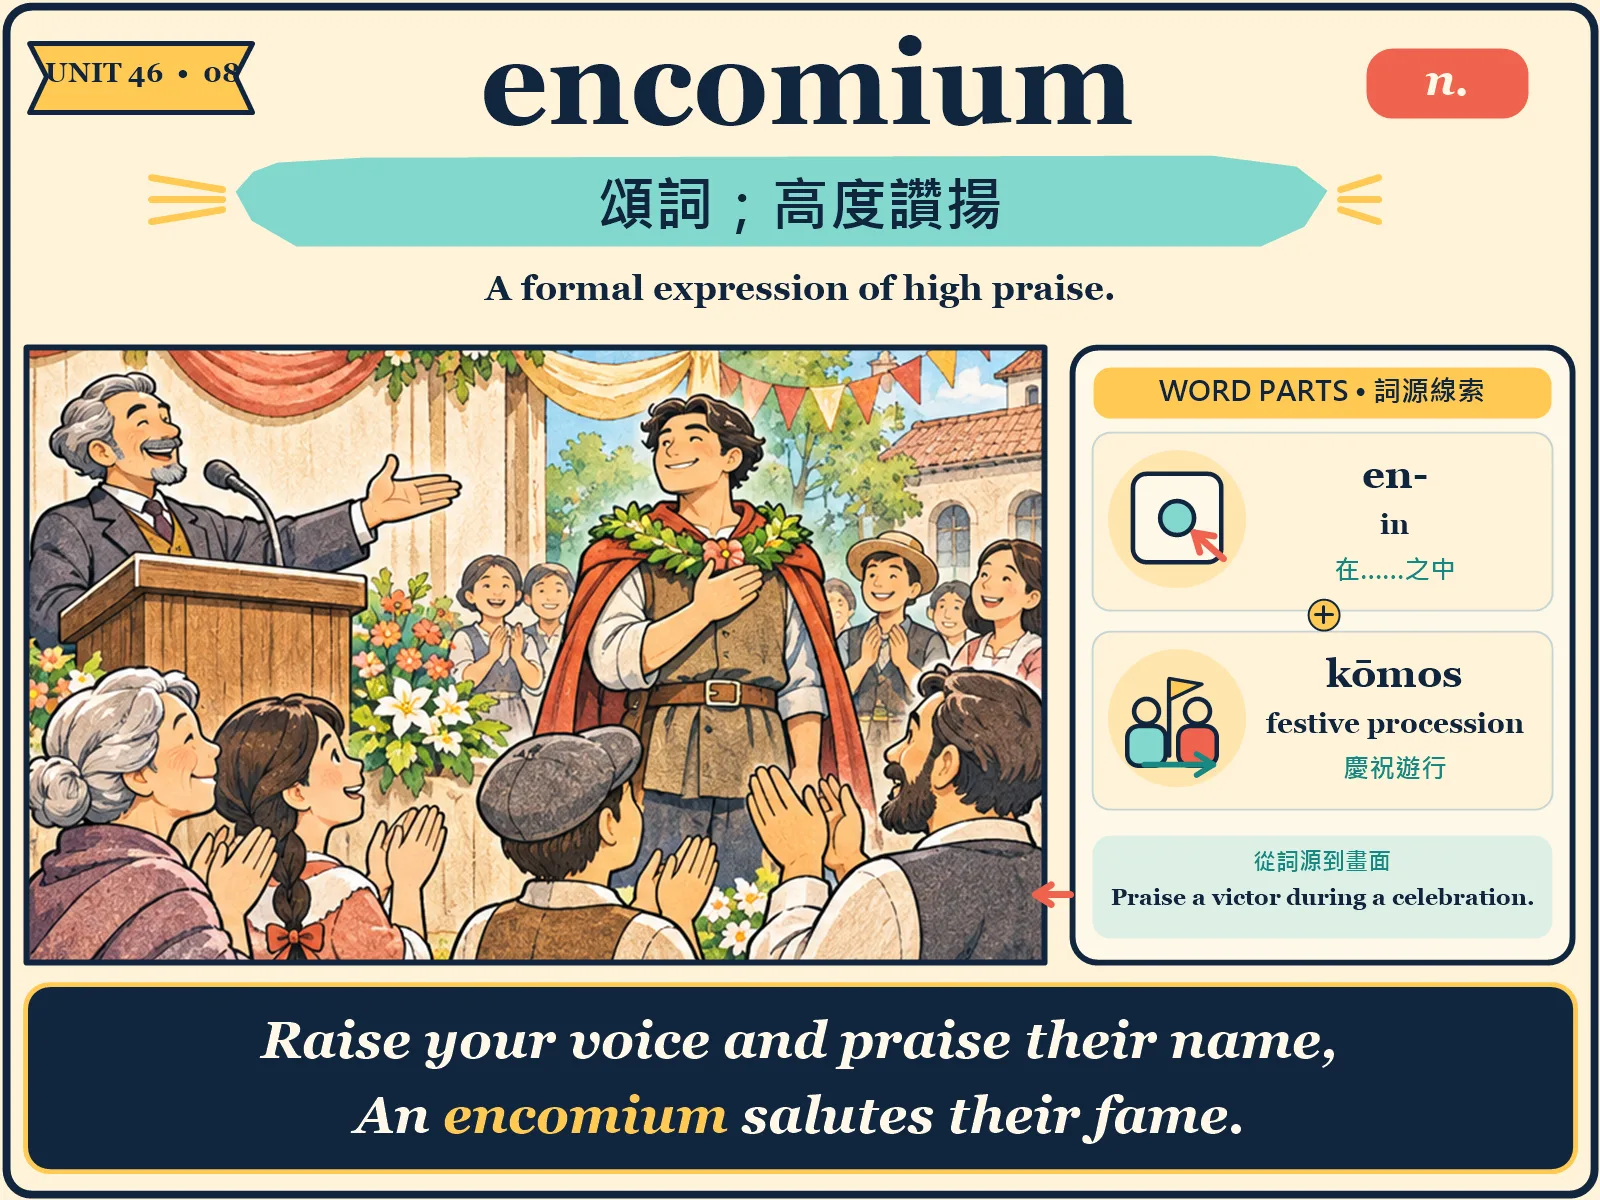 UNIT 46 • 08
encomium
n.
頌詞；高度讚揚
A formal expression of high praise.
WORD PARTS • 詞源線索
en-
in
在……之中
+
kōmos
festive procession
慶祝遊行
從詞源到畫面
Praise a victor during a celebration.
Raise your voice and praise their name,
An encomium salutes their fame.